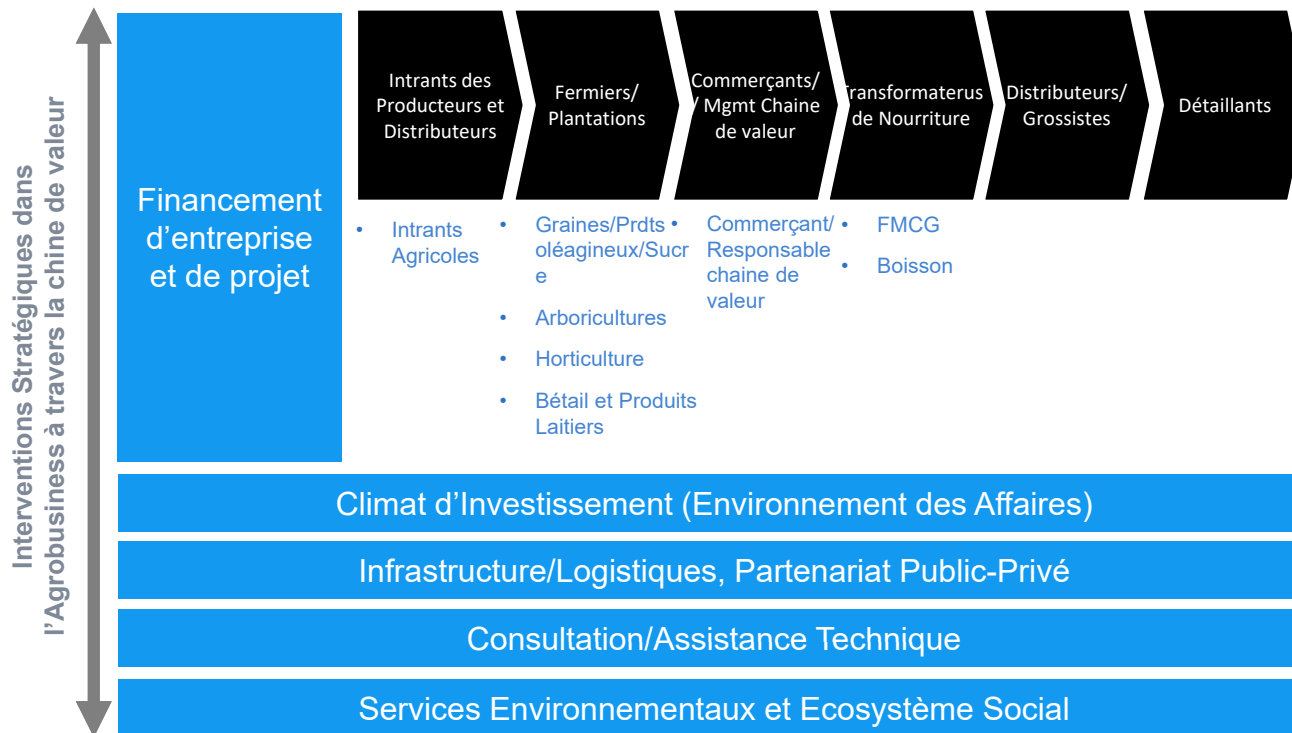 Interventions Stratégiques dans
l’Agrobusiness à travers la chine de valeur
Financement
d’entreprise
et de projet
Intrants des
Producteurs et
Distributeurs
Fermiers/
Plantations
Commerçants/
/ Mgmt Chaine
de valeur
Transformaterus
de Nourriture
Distributeurs/
Grossistes
Détaillants
• Intrants
Agricoles
• Graines/Prdts
oléagineux/Sucr
e
• Arboricultures
• Horticulture
• Bétail et Produits
Laitiers
• Commerçant/
Responsable
chaine de
valeur
• FMCG
• Boisson
Climat d’Investissement (Environnement des Affaires)
Infrastructure/Logistiques, Partenariat Public-Privé
Consultation/Assistance Technique
Services Environnementaux et Ecosystème Social